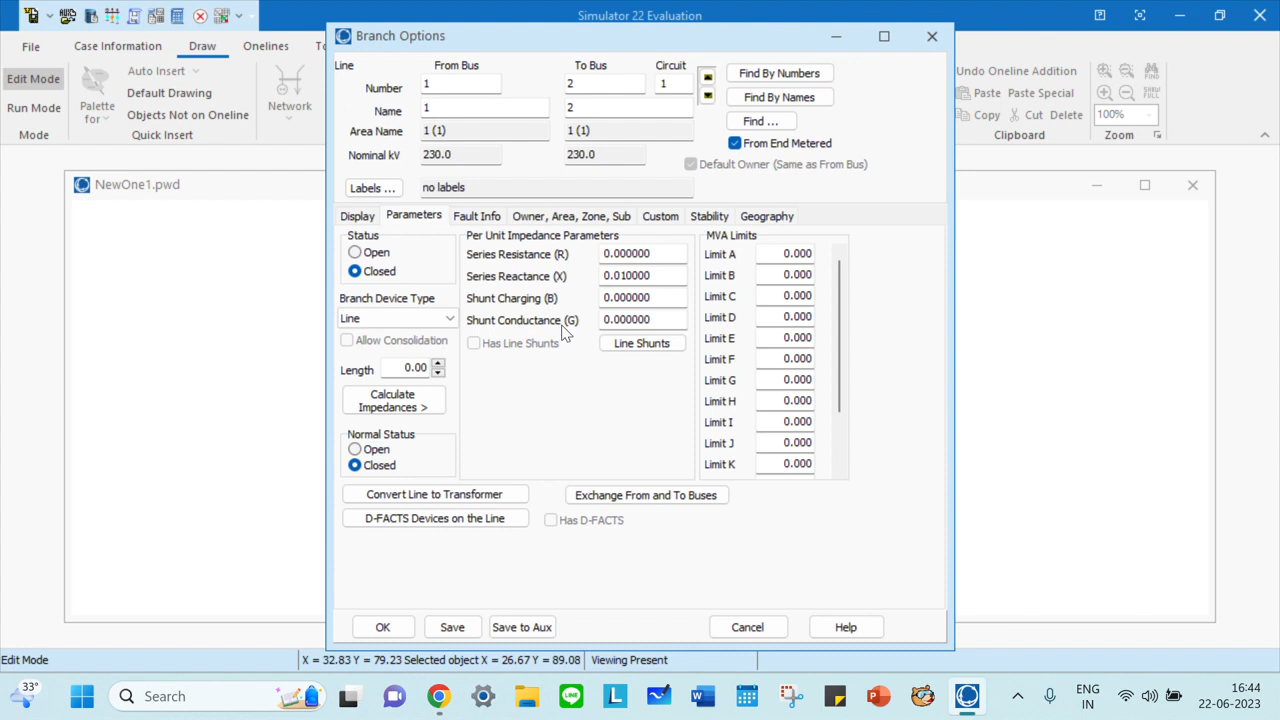 Simulator 22 Evaluation
File
Case Information
Draw
Onelines
Edit Mode
Run Mode
Mode
Palette
for
Auto Insert
Default Drawing
Objects Not on Oneline
Quick Insert
Network
Undo Onelline Addition
Paste
Paste Special
Copy
Cut
Delete
Clipboard
SHOW
FULL
100%
Zoom
NewOne1.pwd
Branch Options
Line
From Bus
To Bus
Circuit
Number
1
2
1
Name
1
2
Area Name
1 (1)
1 (1)
Nominal kV
230.0
230.0
Labels ...
no labels
Find By Numbers
Find By Names
Find ...
From End Metered
Default Owner (Same as From Bus)
Display
Parameters
Fault Info
Owner, Area, Zone, Sub
Custom
Stability
Geography
Status
Open
Closed
Branch Device Type
Line
Allow Consolidation
Length
0.00
Calculate
Impedances >
Normal Status
Open
Closed
Per Unit Impedance Parameters
Series Resistance (R)
0.000000
Series Reactance (X)
0.010000
Shunt Charging (B)
0.000000
Shunt Conductance (G)
0.000000
Has Line Shunts
Line Shunts
MVA Limits
Limit A
0.000
Limit B
0.000
Limit C
0.000
Limit D
0.000
Limit E
0.000
Limit F
0.000
Limit G
0.000
Limit H
0.000
Limit I
0.000
Limit J
0.000
Limit K
0.000
Convert Line to Transformer
Exchange From and To Buses
D-FACTS Devices on the Line
Has D-FACTS
OK
Save
Save to Aux
Cancel
Help
Edit Mode
X = 32.83 Y = 79.23 Selected object X = 26.67 Y = 89.08
Viewing Present
33°
Search
ENG
IN
16:44
22-06-2023